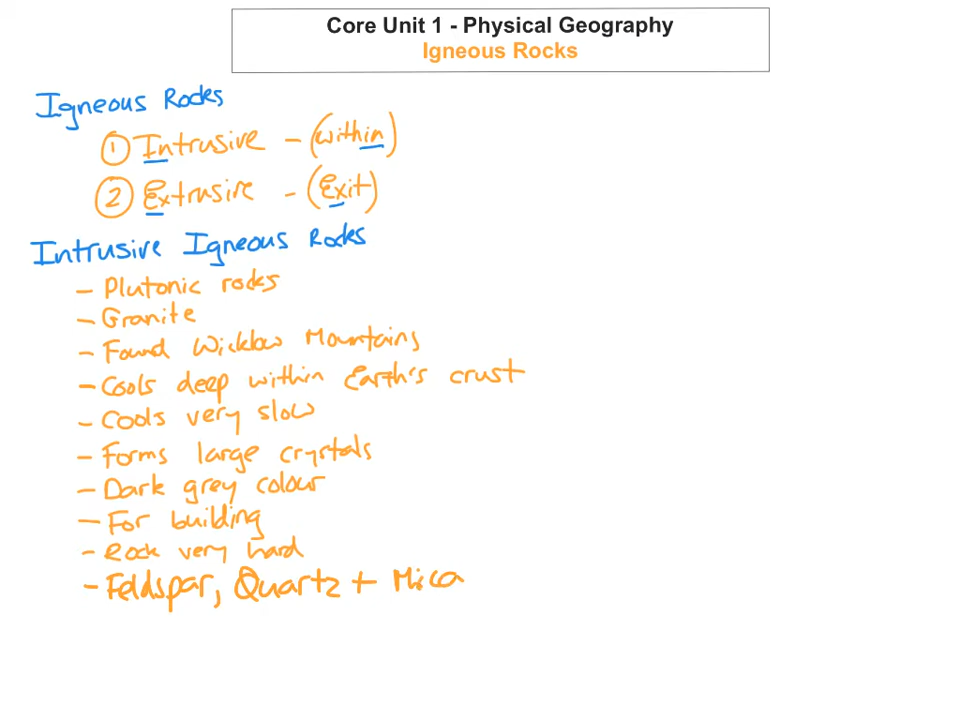 Core Unit 1 - Physical Geography
Igneous Rocks
Igneous Rocks
① Intrusive - (within)
② Extrusive - (Exit)
Intrusive Igneous Rocks
- Plutonic rocks
- Granite
- Found Wicklow Mountains
- Cools deep within Earth's crust
- Cools very slow
- Forms large crystals
- Dark grey colour
- For building
- Rock very hard
- Feldspar, Quartz + Mica